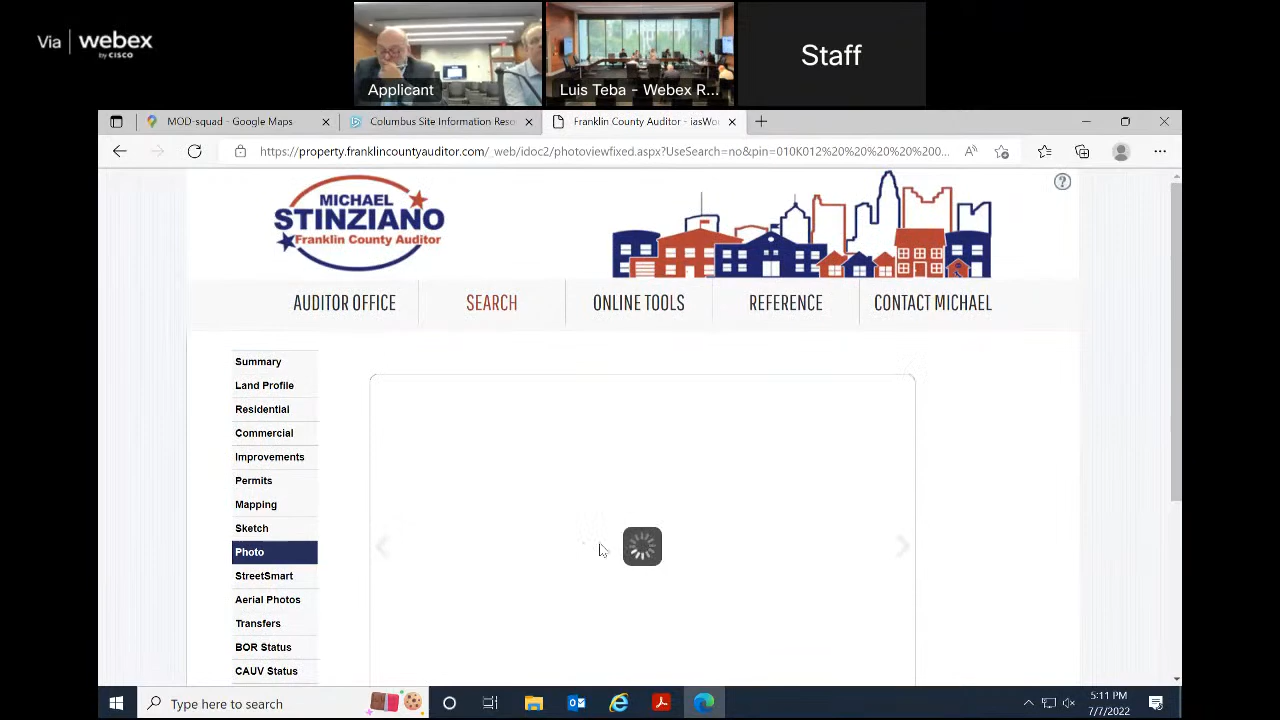 Via | webex
by CISCO
Applicant
Luis Teba - Webex R...
Staff
MOD-squad - Google Maps
Columbus Site Information Reso
Franklin County Auditor - iasWo
https://property.franklincountyauditor.com/_web/idoc2/photoviewfixed.aspx?UseSearch=no&pin=010K012%20%20%20%20%200...
MICHAEL
STINZIANO
Franklin County Auditor
AUDITOR OFFICE
SEARCH
ONLINE TOOLS
REFERENCE
CONTACT MICHAEL
Summary
Land Profile
Residential
Commercial
Improvements
Permits
Mapping
Sketch
Photo
StreetSmart
Aerial Photos
Transfers
BOR Status
CAUV Status
Type here to search
5:11 PM
7/7/2022